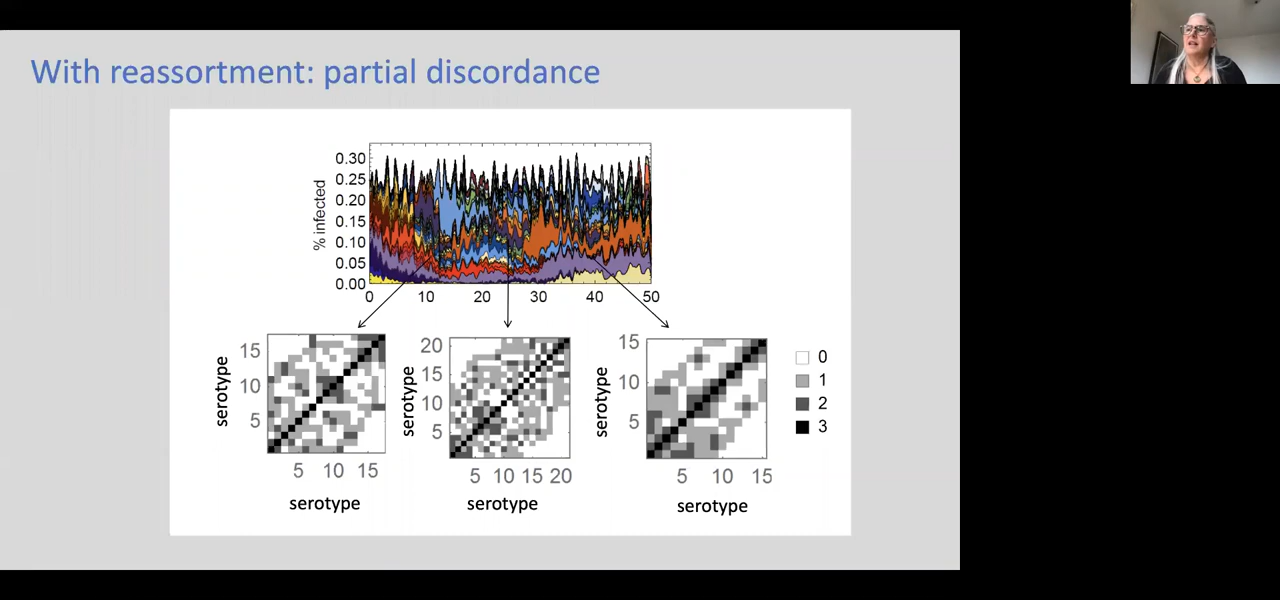 With reassortment: partial discordance
% infected
0.30
0.25
0.20
0.15
0.10
0.05
0.00
0 10 20 30 40 50
serotype
15
10
5
5 10 15
serotype
serotype
20
15
10
5
5 10 15 20
serotype
serotype
15
10
5
5 10 15
serotype
0
1
2
3